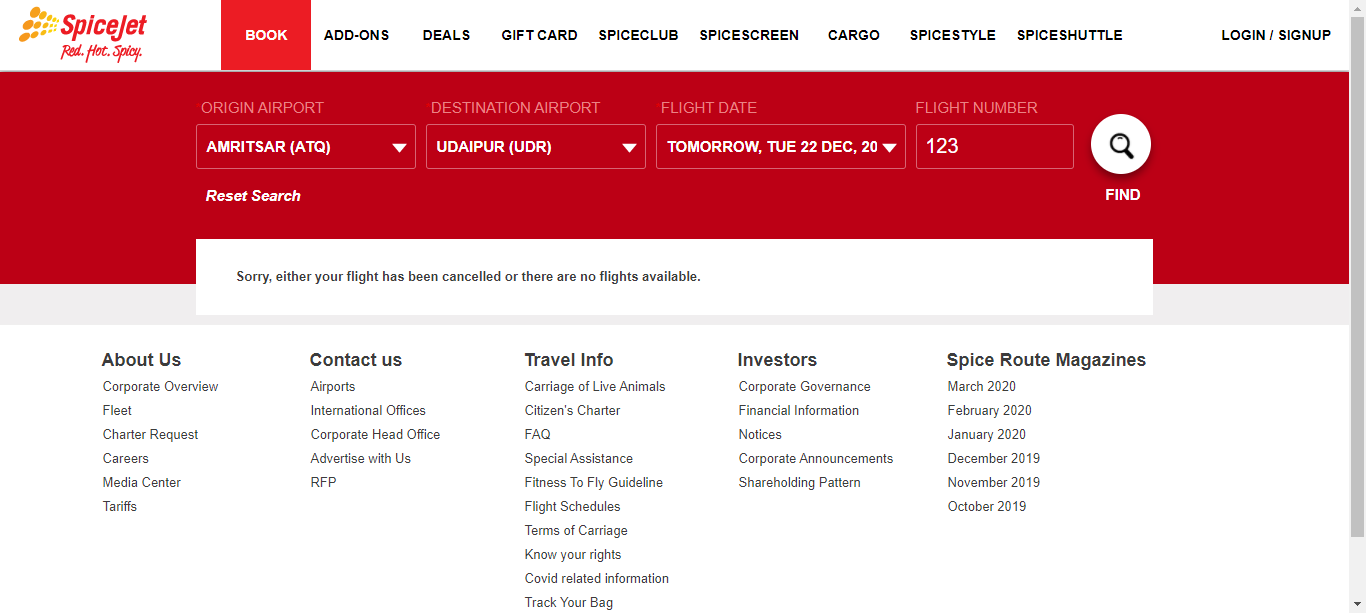 SpiceJet
Red. Hot. Spicy.
BOOK ADD-ONS DEALS GIFT CARD SPICECLUB SPICESCREEN CARGO SPICESTYLE SPICESHUTTLE LOGIN / SIGNUP
ORIGIN AIRPORT DESTINATION AIRPORT FLIGHT DATE FLIGHT NUMBER
AMRITSAR (ATQ) UDAIPUR (UDR) TOMORROW, TUE 22 DEC, 20 123
Reset Search FIND
Sorry, either your flight has been cancelled or there are no flights available.
About Us
Corporate Overview
Fleet
Charter Request
Careers
Media Center
Tariffs
Contact us
Airports
International Offices
Corporate Head Office
Advertise with Us
RFP
Travel Info
Carriage of Live Animals
Citizen's Charter
FAQ
Special Assistance
Fitness To Fly Guideline
Flight Schedules
Terms of Carriage
Know your rights
Covid related information
Track Your Bag
Investors
Corporate Governance
Financial Information
Notices
Corporate Announcements
Shareholding Pattern
Spice Route Magazines
March 2020
February 2020
January 2020
December 2019
November 2019
October 2019